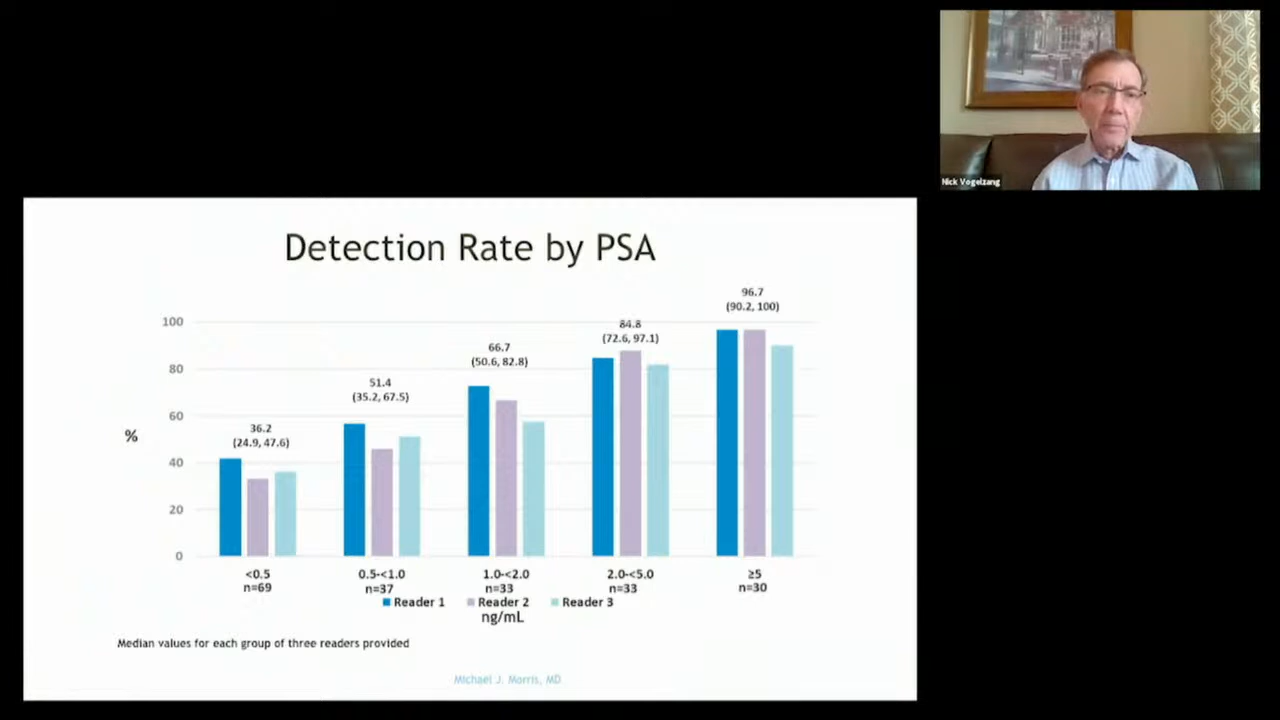 Nick Vogelzang
Detection Rate by PSA
96.7
(90.2, 100)
84.8
(72.6, 97.1)
66.7
(50.6, 82.8)
51.4
(35.2, 67.5)
36.2
(24.9, 47.6)
100
80
60
40
20
0
%
<0.5
n=69
0.5-<1.0
n=37
1.0-<2.0
n=33
2.0-<5.0
n=33
≥5
n=30
Reader 1 Reader 2 Reader 3
ng/mL
Median values for each group of three readers provided
Michael J. Morris, MD